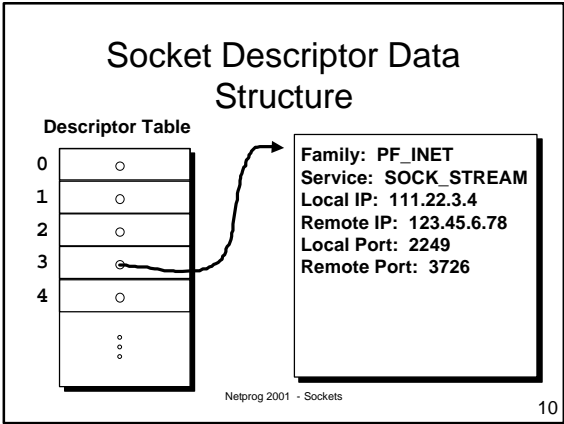 Socket Descriptor Data
Structure
Descriptor Table
0
1
2
3
4
Family: PF_INET
Service: SOCK_STREAM
Local IP: 111.22.3.4
Remote IP: 123.45.6.78
Local Port: 2249
Remote Port: 3726
Netprog 2001 - Sockets
10